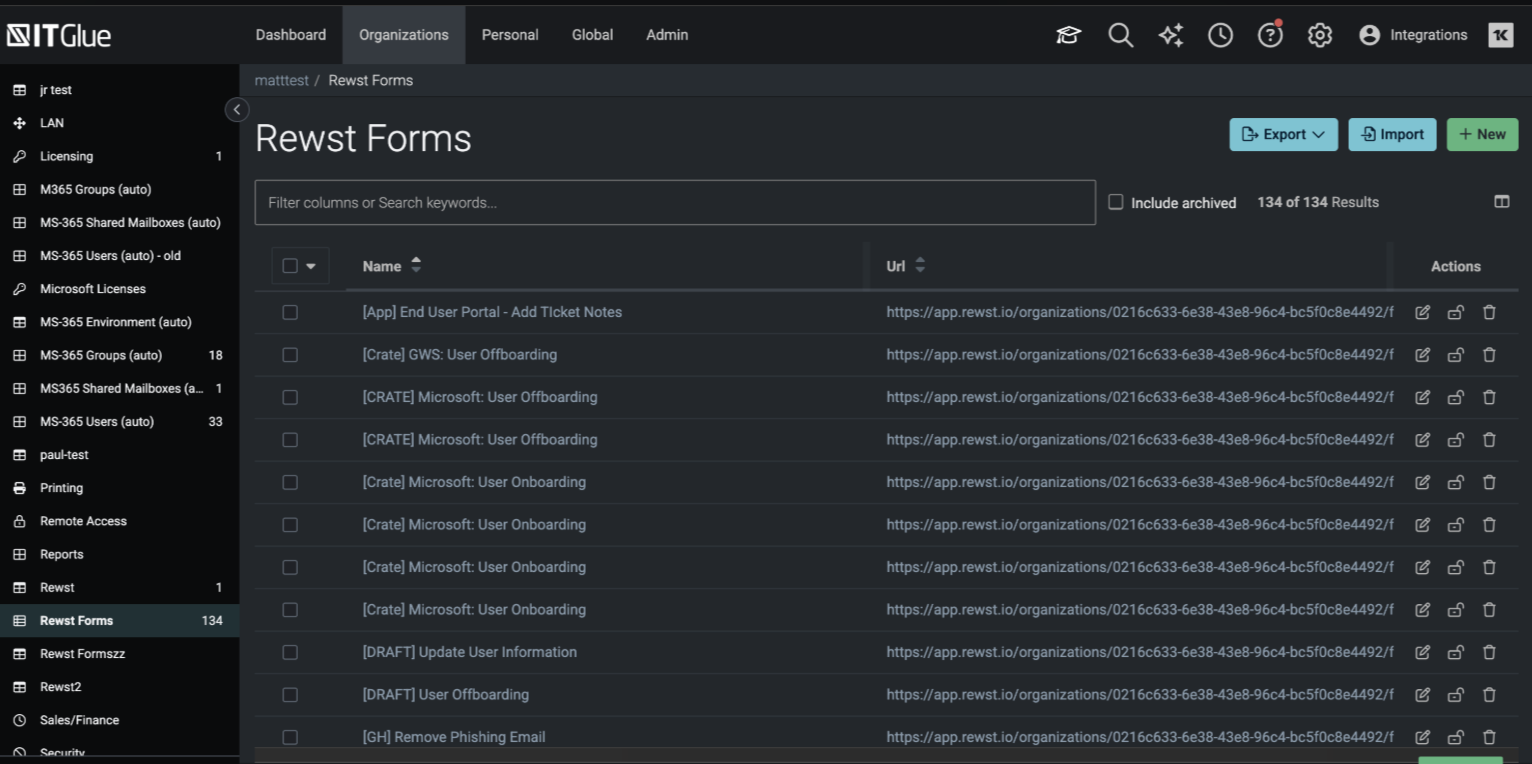 ITGlue
Dashboard
Organizations
Personal
Global
Admin
Integrations
matttest / Rewst Forms
jr test
LAN
Licensing 1
M365 Groups (auto)
MS-365 Shared Mailboxes (auto)
MS-365 Users (auto) - old
Microsoft Licenses
MS-365 Environment (auto)
MS-365 Groups (auto) 18
MS365 Shared Mailboxes (a... 1
MS-365 Users (auto) 33
paul-test
Printing
Remote Access
Reports
Rewst 1
Rewst Forms 134
Rewst Formszz
Rewst2
Sales/Finance
Security
Rewst Forms
Export
Import
+ New
Filter columns or Search keywords...
Include archived
134 of 134 Results
Name Url Actions
[App] End User Portal - Add TIcket Notes https://app.rewst.io/organizations/0216c633-6e38-43e8-96c4-bc5f0c8e4492/f
[Crate] GWS: User Offboarding https://app.rewst.io/organizations/0216c633-6e38-43e8-96c4-bc5f0c8e4492/f
[CRATE] Microsoft: User Offboarding https://app.rewst.io/organizations/0216c633-6e38-43e8-96c4-bc5f0c8e4492/f
[CRATE] Microsoft: User Offboarding https://app.rewst.io/organizations/0216c633-6e38-43e8-96c4-bc5f0c8e4492/f
[Crate] Microsoft: User Onboarding https://app.rewst.io/organizations/0216c633-6e38-43e8-96c4-bc5f0c8e4492/f
[Crate] Microsoft: User Onboarding https://app.rewst.io/organizations/0216c633-6e38-43e8-96c4-bc5f0c8e4492/f
[Crate] Microsoft: User Onboarding https://app.rewst.io/organizations/0216c633-6e38-43e8-96c4-bc5f0c8e4492/f
[Crate] Microsoft: User Onboarding https://app.rewst.io/organizations/0216c633-6e38-43e8-96c4-bc5f0c8e4492/f
[DRAFT] Update User Information https://app.rewst.io/organizations/0216c633-6e38-43e8-96c4-bc5f0c8e4492/f
[DRAFT] User Offboarding https://app.rewst.io/organizations/0216c633-6e38-43e8-96c4-bc5f0c8e4492/f
[GH] Remove Phishing Email https://app.rewst.io/organizations/0216c633-6e38-43e8-96c4-bc5f0c8e4492/f